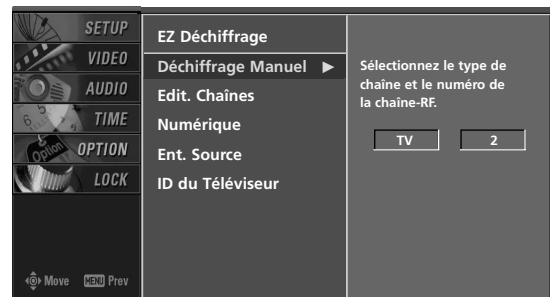 SETUP
VIDEO
AUDIO
TIME
Option
OPTION
LOCK
Move MENU Prev
EZ Déchiffrage
Déchiffrage Manuel ►
Edit. Chaînes
Numérique
Ent. Source
ID du Téléviseur
Sélectionnez le type de
chaîne et le numéro de
la chaîne-RF.
TV 2